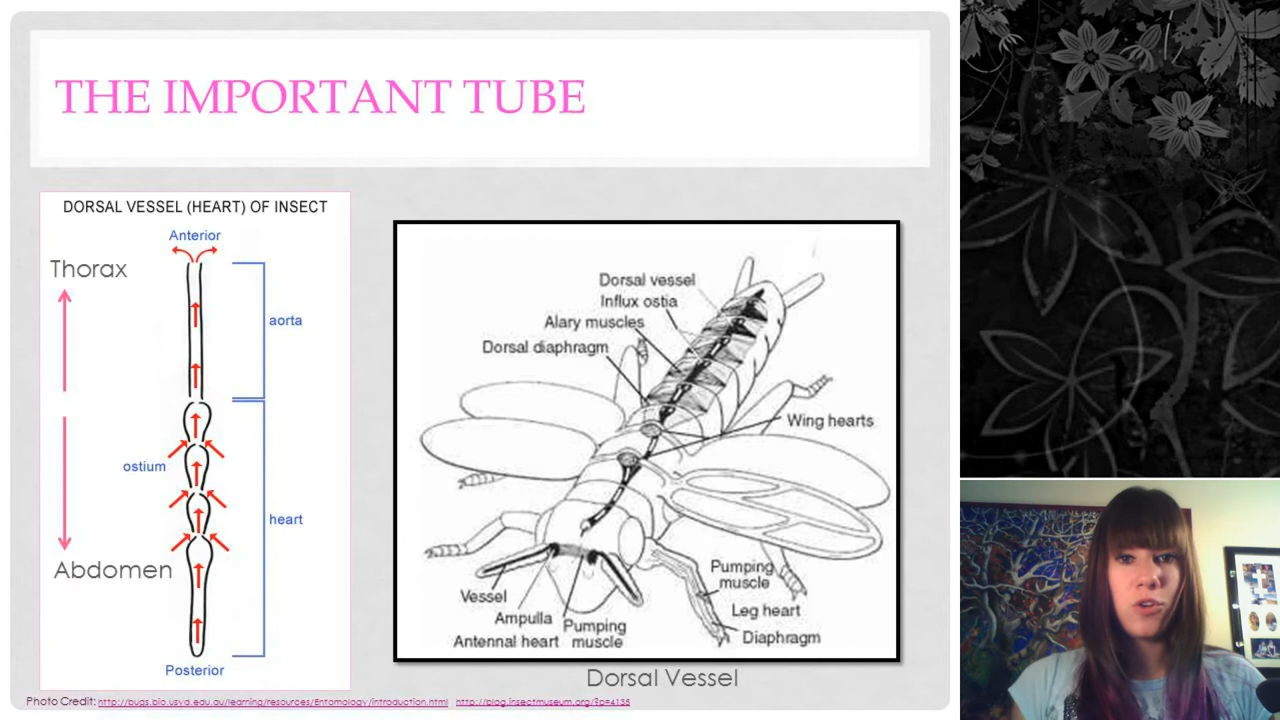 THE IMPORTANT TUBE
DORSAL VESSEL (HEART) OF INSECT
Anterior
Thorax
aorta
ostium
heart
Abdomen
Posterior
Dorsal vessel
Influx ostia
Alary muscles
Dorsal diaphragm
Wing hearts
Pumping
muscle
Leg heart
Diaphragm
Vessel
Ampulla
Antennal heart
Pumping
muscle
Dorsal Vessel
Photo Credit: http://bugs.bio.usyd.edu.au/learning/resources/Entomology/introduction.html http://blog.insectmuseum.org/?p=4135